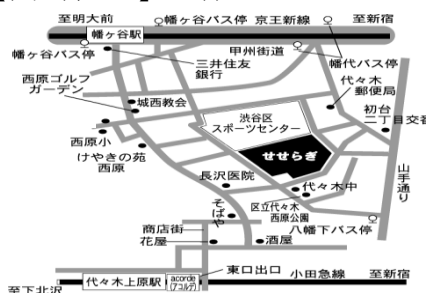 至明大前
幡ヶ谷バス停
京王新線
至新宿
幡ヶ谷駅
幡ヶ谷バス停
甲州街道
三井住友
銀行
幡代バス停
西原ゴルフ
ガーデン
代々木
郵便局
城西教会
渋谷区
スポーツセンター
初台
二丁目交番
西原小
けやきの苑
西原
せせらぎ
長沢医院
代々木中
山手通り
そばや
区立代々木
西原公園
商店街
八幡下バス停
花屋
酒屋
東口出口
代々木上原駅
acorde
(アコルデ)
小田急線
至新宿
至下北沢